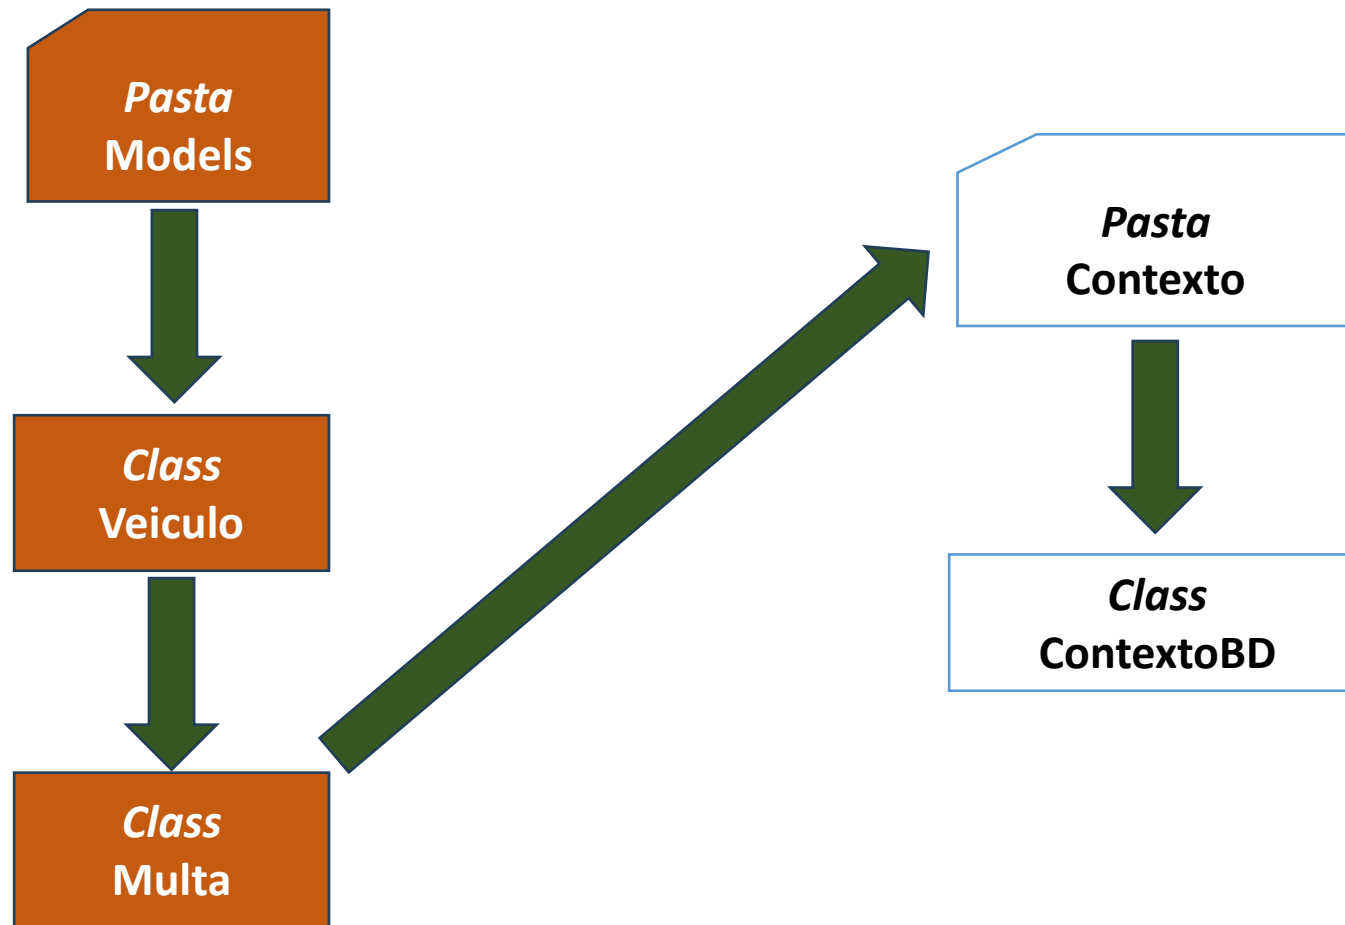 Pasta
Models
Class
Veiculo
Class
Multa
Pasta
Contexto
Class
ContextoBD